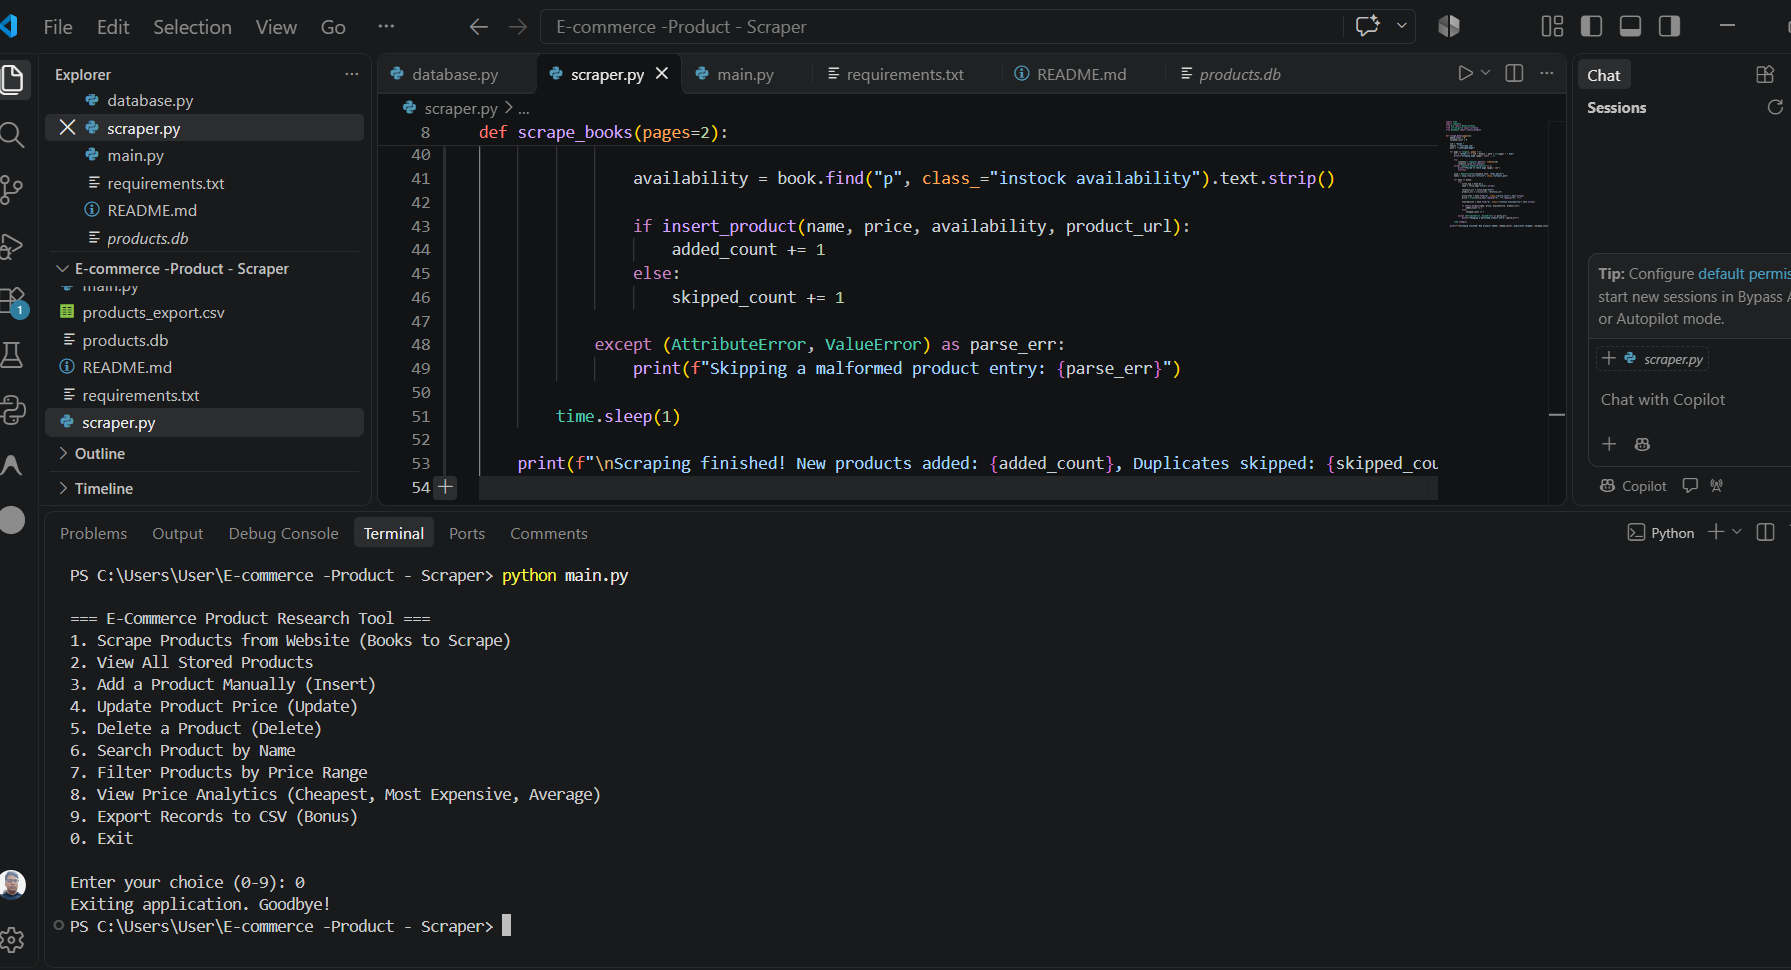 File Edit Selection View Go ···
E-commerce -Product - Scraper
Explorer
database.py
scraper.py
main.py
requirements.txt
README.md
products.db
E-commerce -Product - Scraper
main.py
products_export.csv
products.db
README.md
requirements.txt
scraper.py
Outline
Timeline
1
database.py scraper.py main.py requirements.txt README.md products.db
scraper.py > ...
8 def scrape_books(pages=2):
40
41 availability = book.find("p", class_="instock availability").text.strip()
42
43 if insert_product(name, price, availability, product_url):
44 added_count += 1
45 else:
46 skipped_count += 1
47
48 except (AttributeError, ValueError) as parse_err:
49 print(f"Skipping a malformed product entry: {parse_err}")
50
51 time.sleep(1)
52
53 print(f"\nScraping finished! New products added: {added_count}, Duplicates skipped: {skipped_cou
54
Chat
Sessions
Tip: Configure default permis
start new sessions in Bypass A
or Autopilot mode.
scraper.py
Chat with Copilot
Copilot
Problems Output Debug Console Terminal Ports Comments
Python
PS C:\Users\User\E-commerce -Product - Scraper> python main.py
=== E-Commerce Product Research Tool ===
1. Scrape Products from Website (Books to Scrape)
2. View All Stored Products
3. Add a Product Manually (Insert)
4. Update Product Price (Update)
5. Delete a Product (Delete)
6. Search Product by Name
7. Filter Products by Price Range
8. View Price Analytics (Cheapest, Most Expensive, Average)
9. Export Records to CSV (Bonus)
0. Exit
Enter your choice (0-9): 0
Exiting application. Goodbye!
PS C:\Users\User\E-commerce -Product - Scraper>